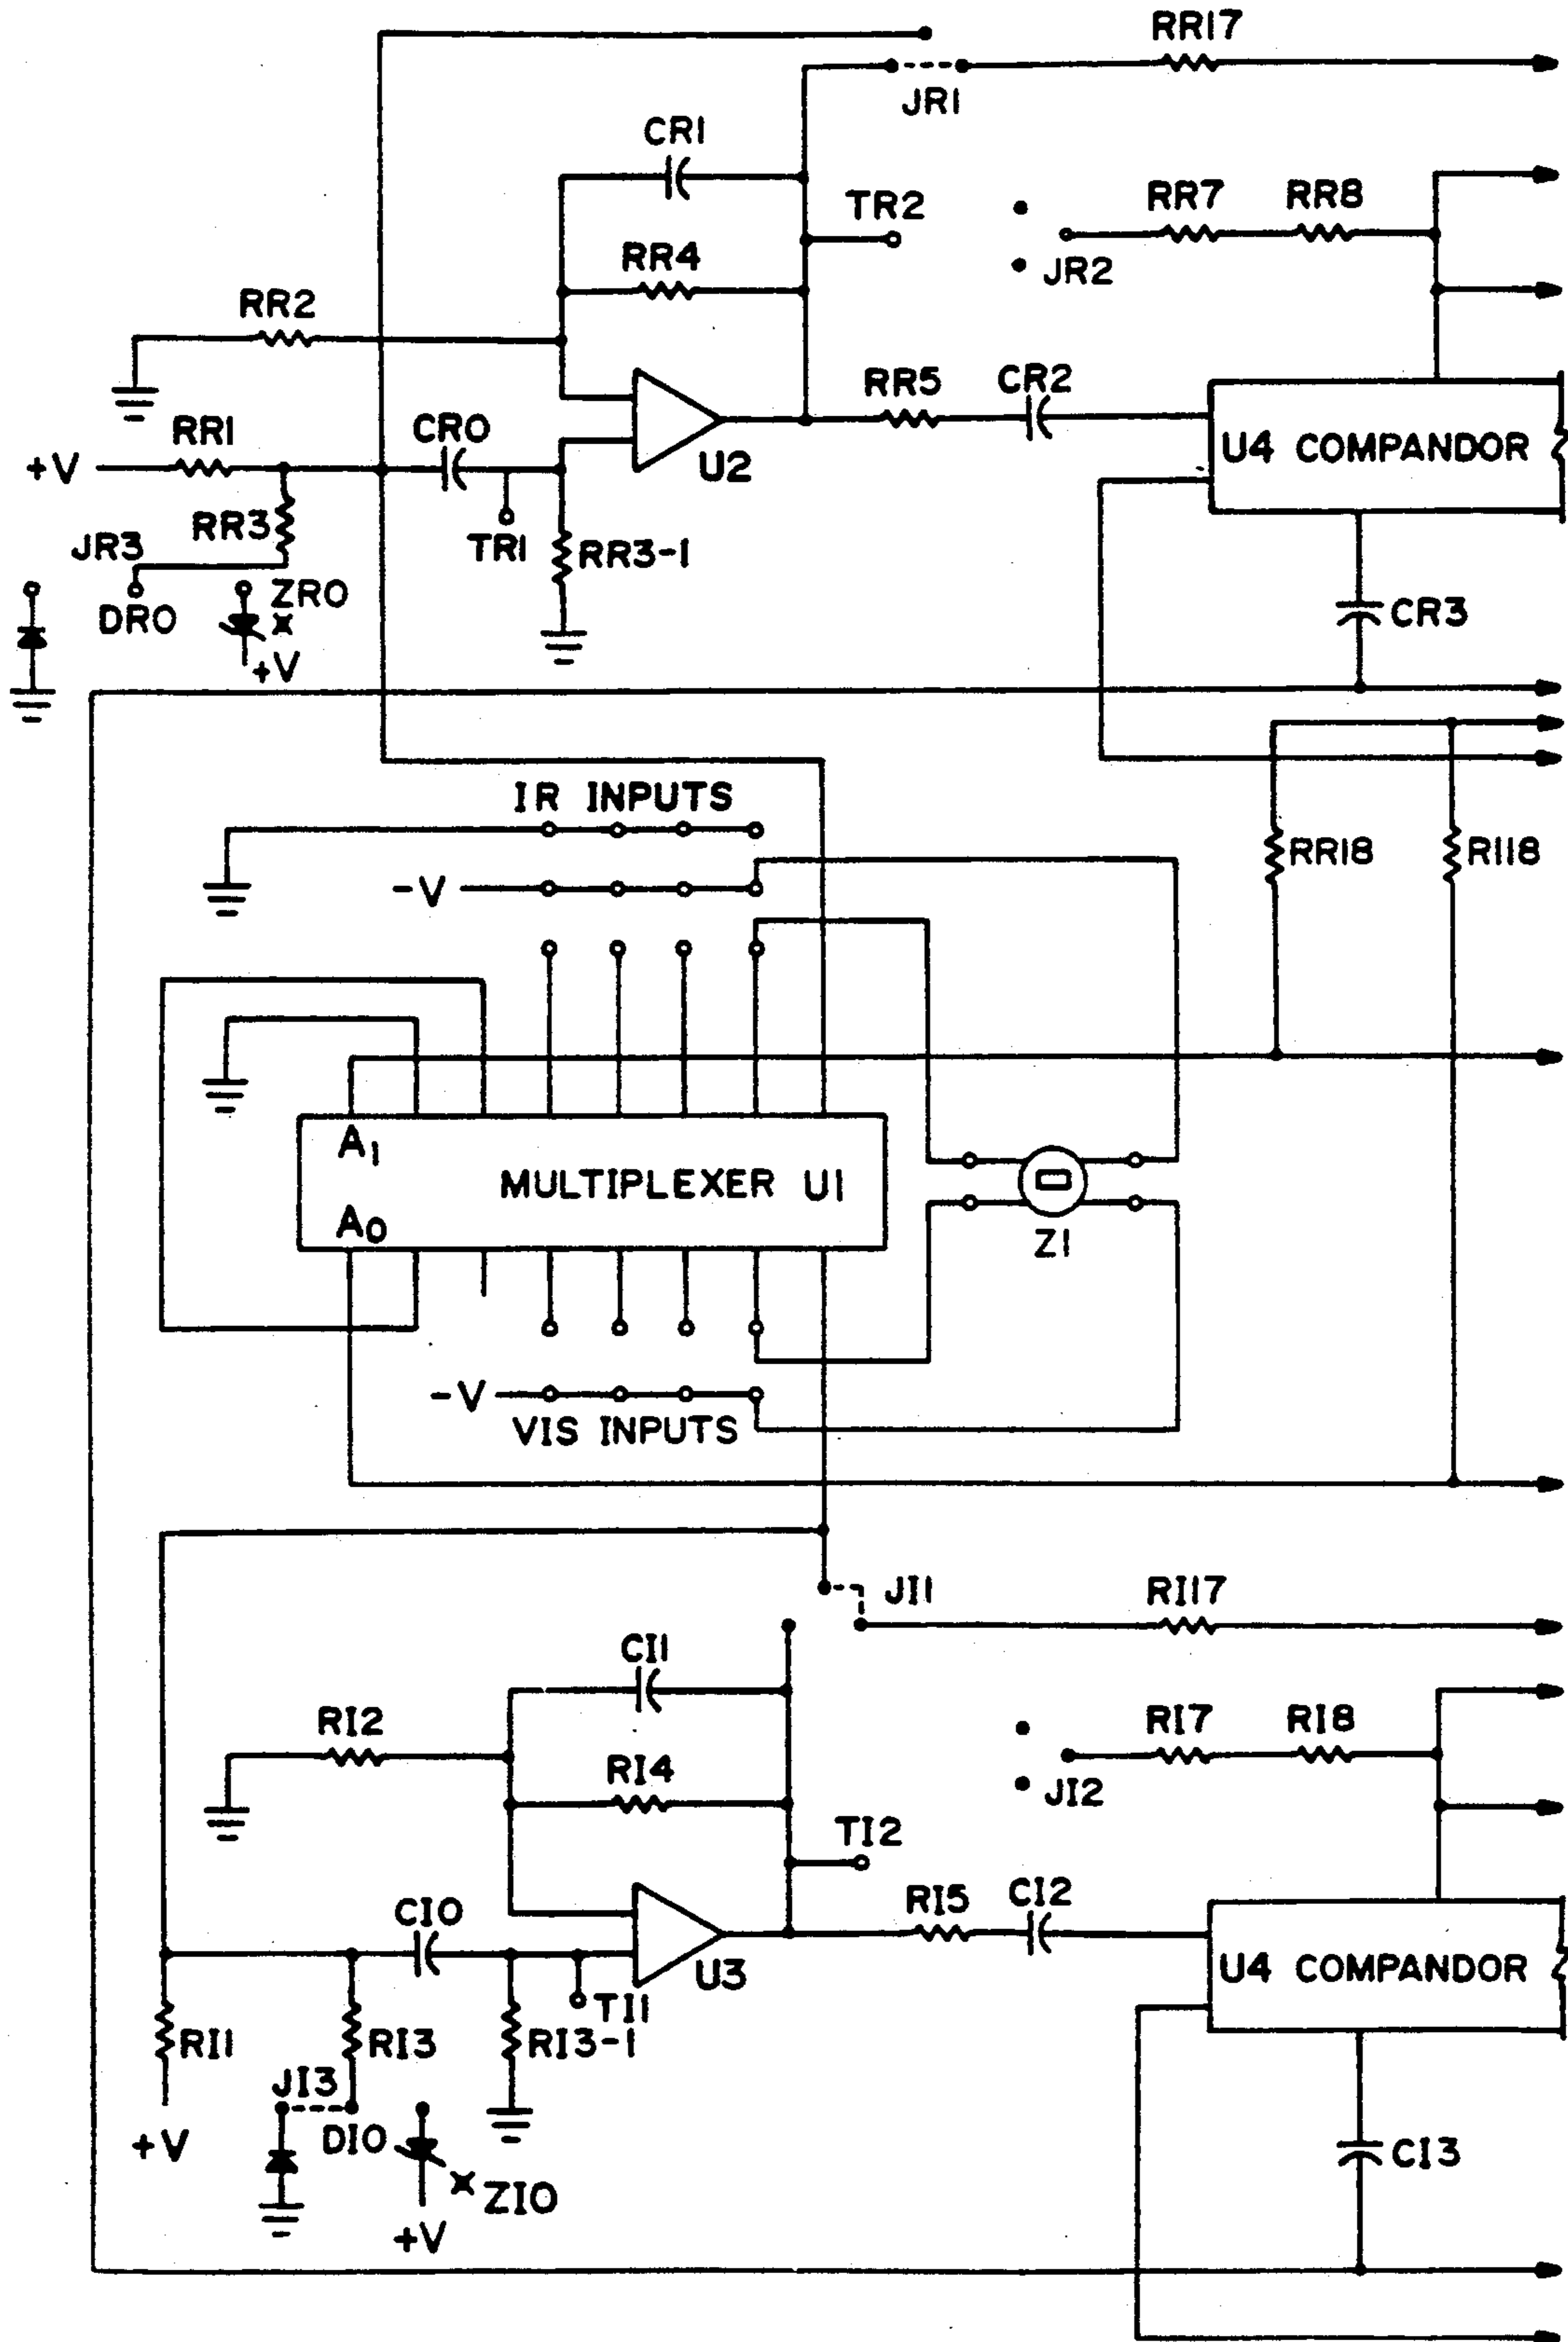 RR17
JR1
CR1
TR2
RR7
RR8
RR4
JR2
RR2
RR5
CR2
RR1
CR0
+V
U2
U4 COMPANDOR
RR3
JR3
TR1
RR3-1
DR0
ZR0
CR3
+V
IR INPUTS
RR18
RI18
-V
A1
MULTIPLEXER U1
A0
Z1
-V
VIS INPUTS
JI1
RI17
CI1
RI2
RI7
RI8
RI4
JI2
TI2
CI0
RI5
CI2
U3
U4 COMPANDOR
TI1
RI1
RI3
RI3-1
JI3
+V
DI0
CI3
ZI0
+V